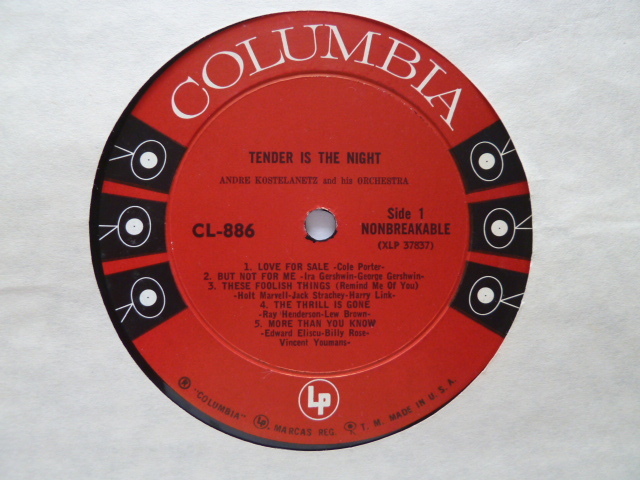 COLUMBIA
TENDER IS THE NIGHT
ANDRE KOSTELANETZ and his ORCHESTRA
CL-886
Side 1
NONBREAKABLE
(XLP 37837)
1. LOVE FOR SALE -Cole Porter-
2. BUT NOT FOR ME -Ira Gershwin-George Gershwin-
3. THESE FOOLISH THINGS (Remind Me Of You)
-Holt Marvell-Jack Strachey-Harry Link-
4. THE THRILL IS GONE
-Ray Henderson-Lew Brown-
5. MORE THAN YOU KNOW
-Edward Eliscu-Billy Rose-
Vincent Youmans-
Lp
® "COLUMBIA" Lp MARCAS REG. T. M. MADE IN U. S. A.